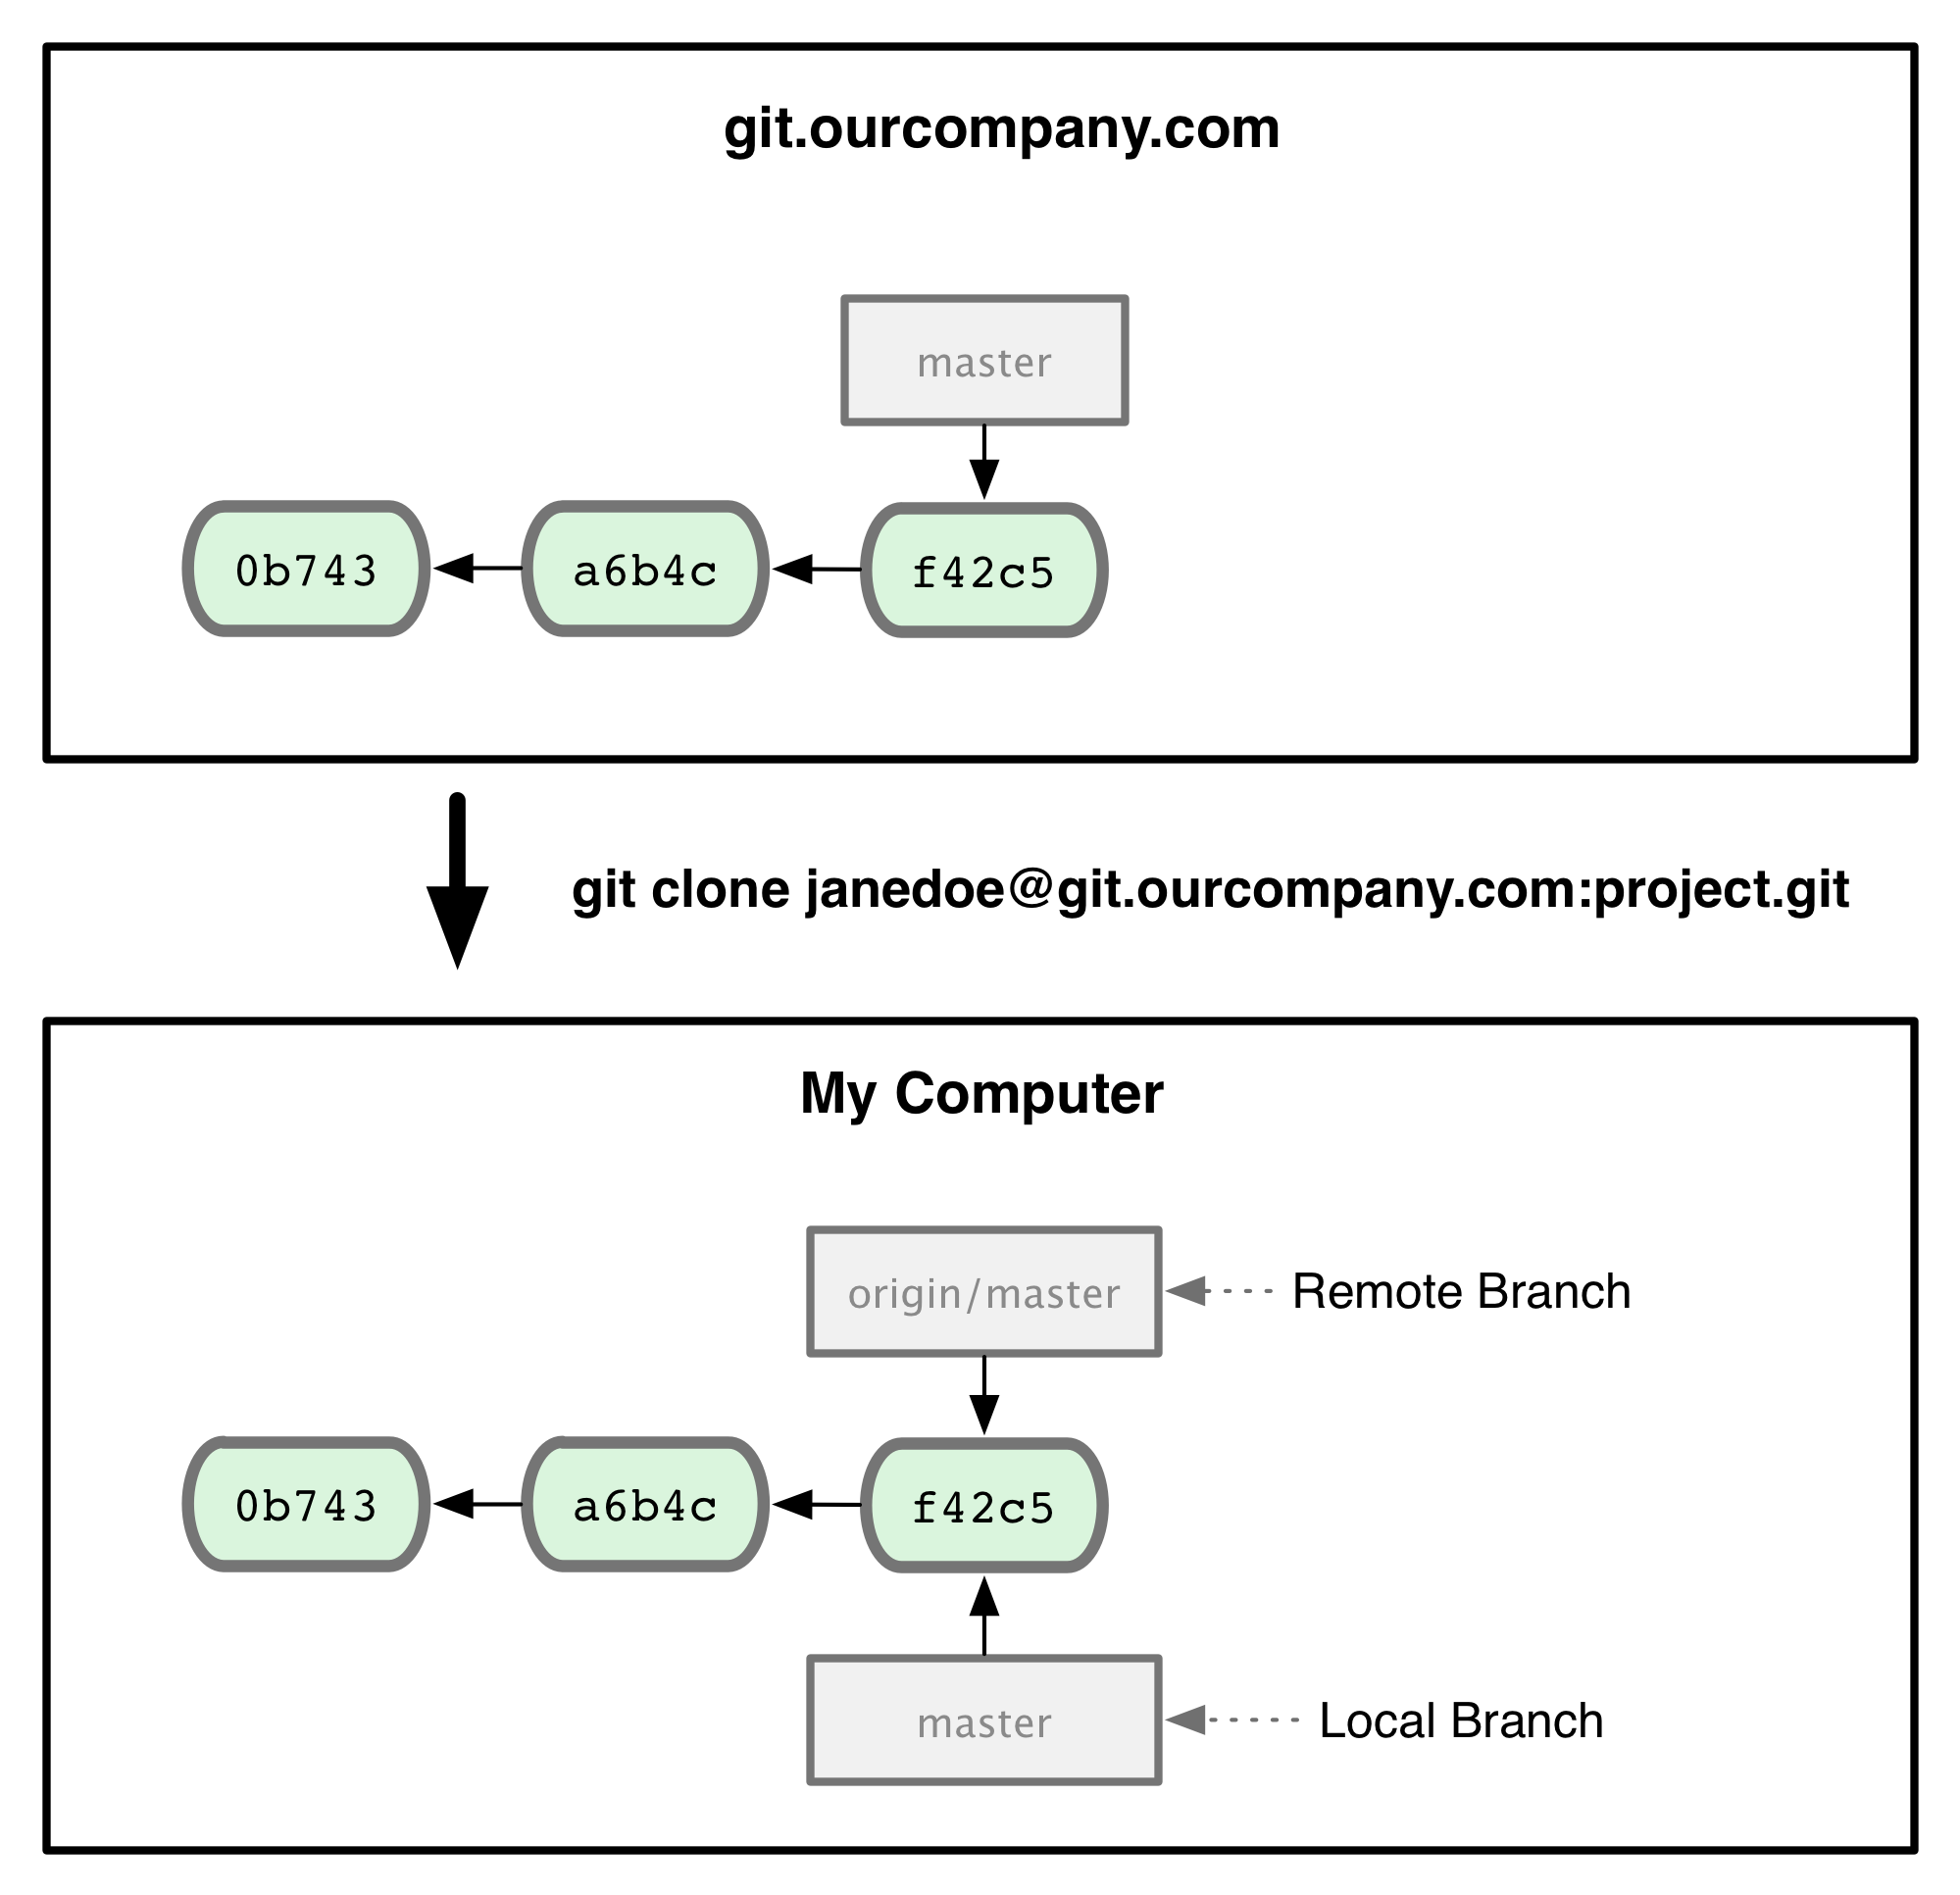 git.ourcompany.com
master
0b743 a6b4c f42c5
git clone janedoe@git.ourcompany.com:project.git
My Computer
origin/master Remote Branch
0b743 a6b4c f42c5
master Local Branch